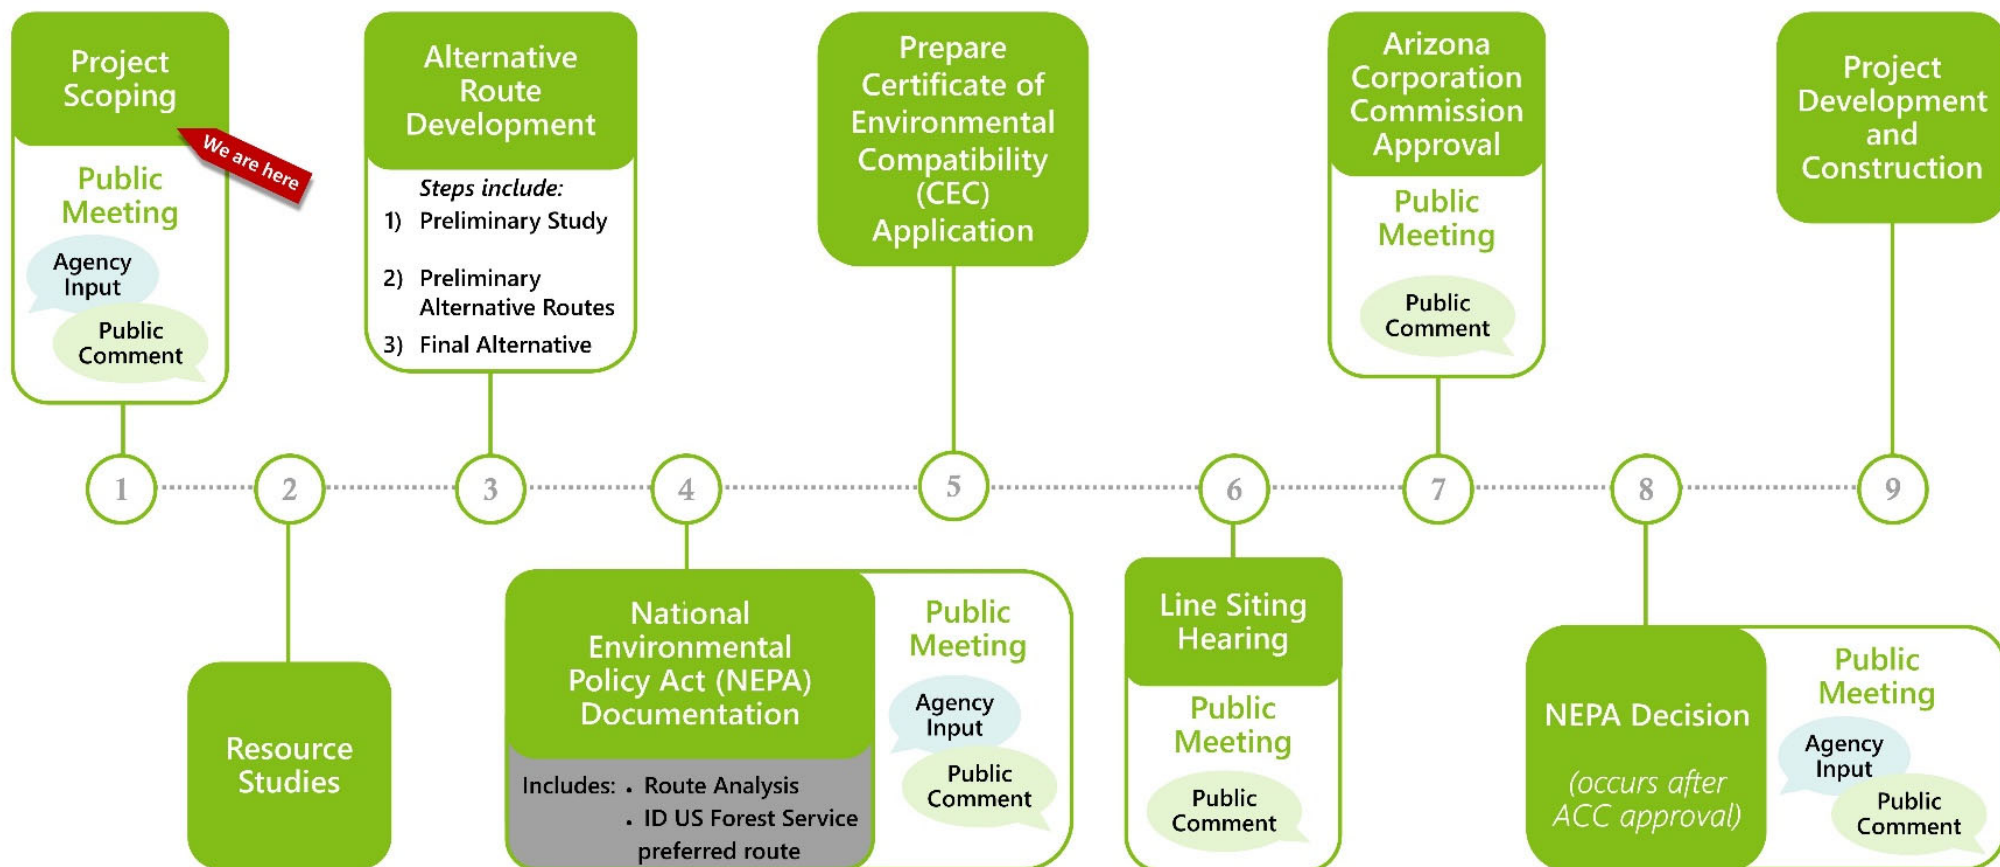 Project
Scoping
We are here
Public
Meeting
Agency
Input
Public
Comment
Alternative
Route
Development
Steps include:
1) Preliminary Study
2) Preliminary
Alternative Routes
3) Final Alternative
Prepare
Certificate of
Environmental
Compatibility
(CEC)
Application
Arizona
Corporation
Commission
Approval
Public
Meeting
Public
Comment
Project
Development
and
Construction
1
2
3
4
5
6
7
8
9
Resource
Studies
National
Environmental
Policy Act (NEPA)
Documentation
Includes: • Route Analysis
• ID US Forest Service
preferred route
Public
Meeting
Agency
Input
Public
Comment
Line Siting
Hearing
Public
Meeting
Public
Comment
NEPA Decision
(occurs after
ACC approval)
Public
Meeting
Agency
Input
Public
Comment